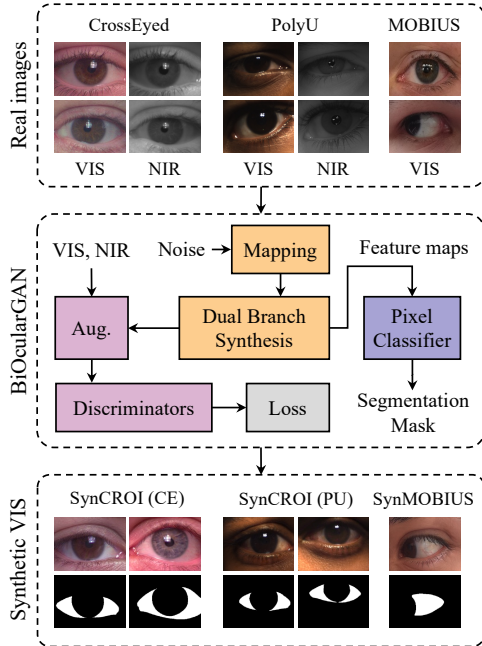 CrossEyed PolyU MOBIUS
Real images
VIS NIR VIS NIR VIS
BiOcularGAN
VIS, NIR Noise Mapping Feature maps
Aug. Dual Branch Synthesis Pixel Classifier
Discriminators Loss Segmentation Mask
Synthetic VIS
SynCROI (CE) SynCROI (PU) SynMOBIUS